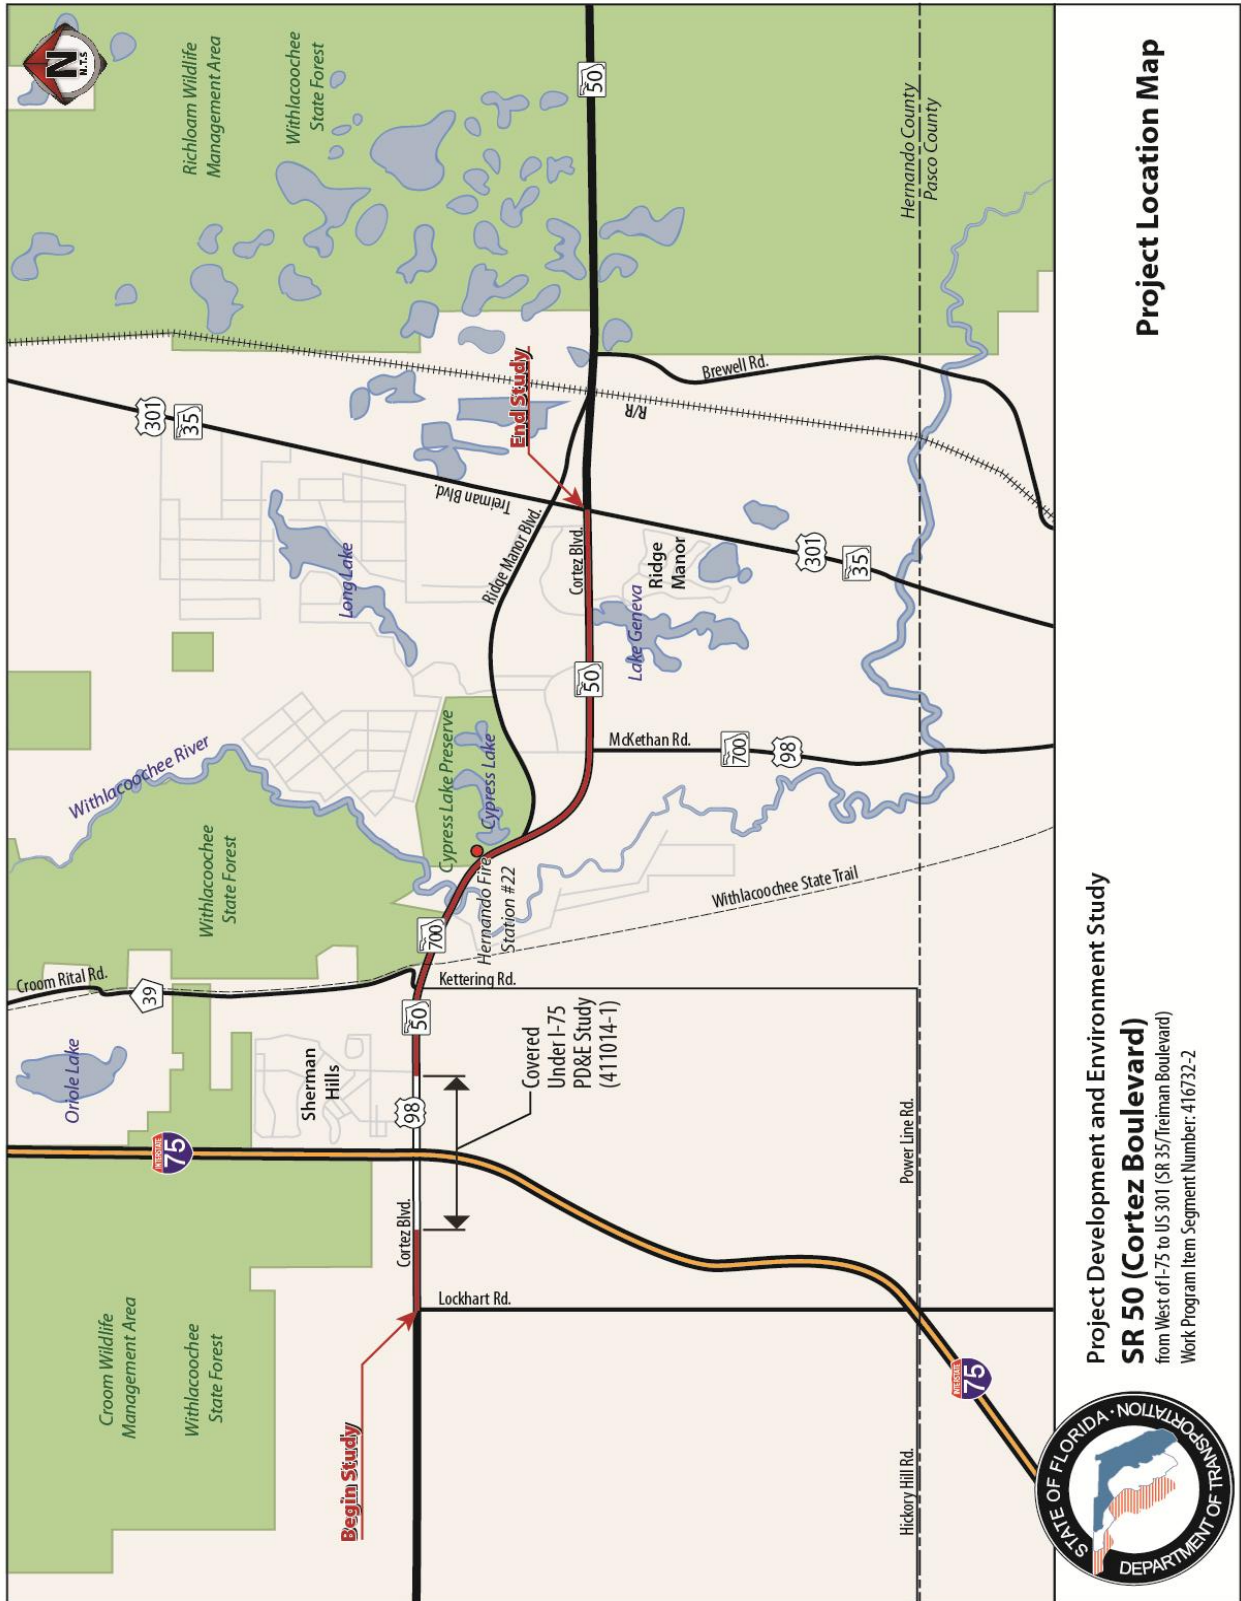 N
N.T.S
Richloam Wildlife
Management Area
Withlacoochee
State Forest
50
Hernando County
Pasco County
301
35
Treiman Blvd.
End Study
R/R
Brewell Rd.
Long Lake
Ridge Manor Blvd.
Cortez Blvd.
Ridge
Manor
301
35
Lake Geneva
50
McKethan Rd.
700
98
Withlacoochee River
Cypress Lake Preserve
Cypress Lake
Withlacoochee
State Forest
Hernando Fire
Station #22
Withlacoochee State Trail
700
Croom Rital Rd.
39
Kettering Rd.
50
Oriole Lake
Sherman
Hills
98
Covered
Under I-75
PD&E Study
(411014-1)
INTERSTATE
75
Cortez Blvd.
Power Line Rd.
Lockhart Rd.
Croom Wildlife
Management Area
Withlacoochee
State Forest
Begin Study
INTERSTATE
75
Hickory Hill Rd.
STATE OF FLORIDA · DEPARTMENT OF TRANSPORTATION ·
Project Development and Environment Study
SR 50 (Cortez Boulevard)
from West of I-75 to US 301 (SR 35/Treiman Boulevard)
Work Program Item Segment Number: 416732-2
Project Location Map